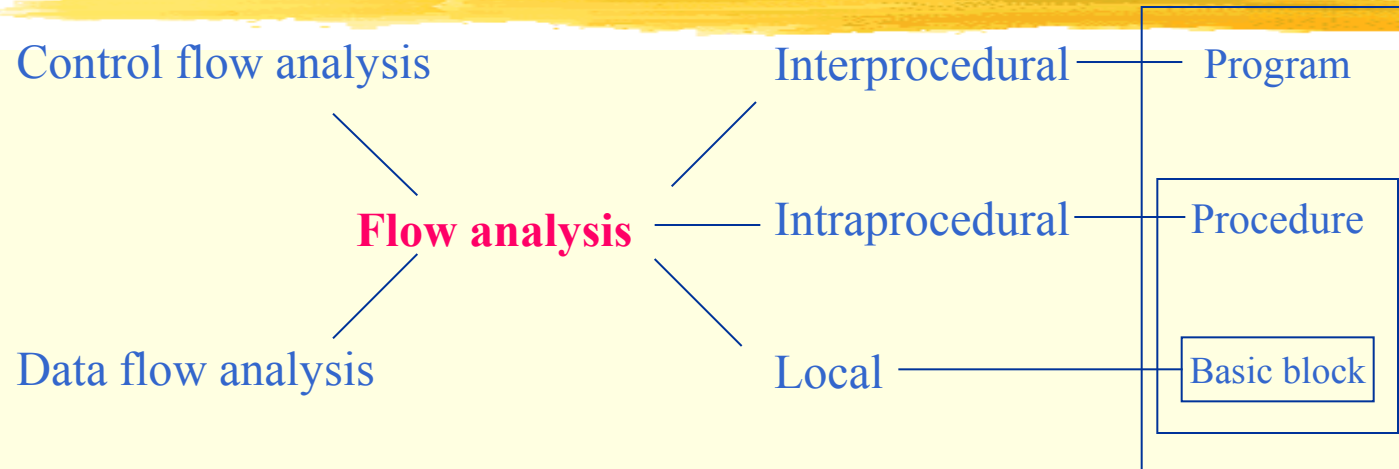 Control flow analysis
Interprocedural
Program
Flow analysis
Intraprocedural
Procedure
Data flow analysis
Local
Basic block